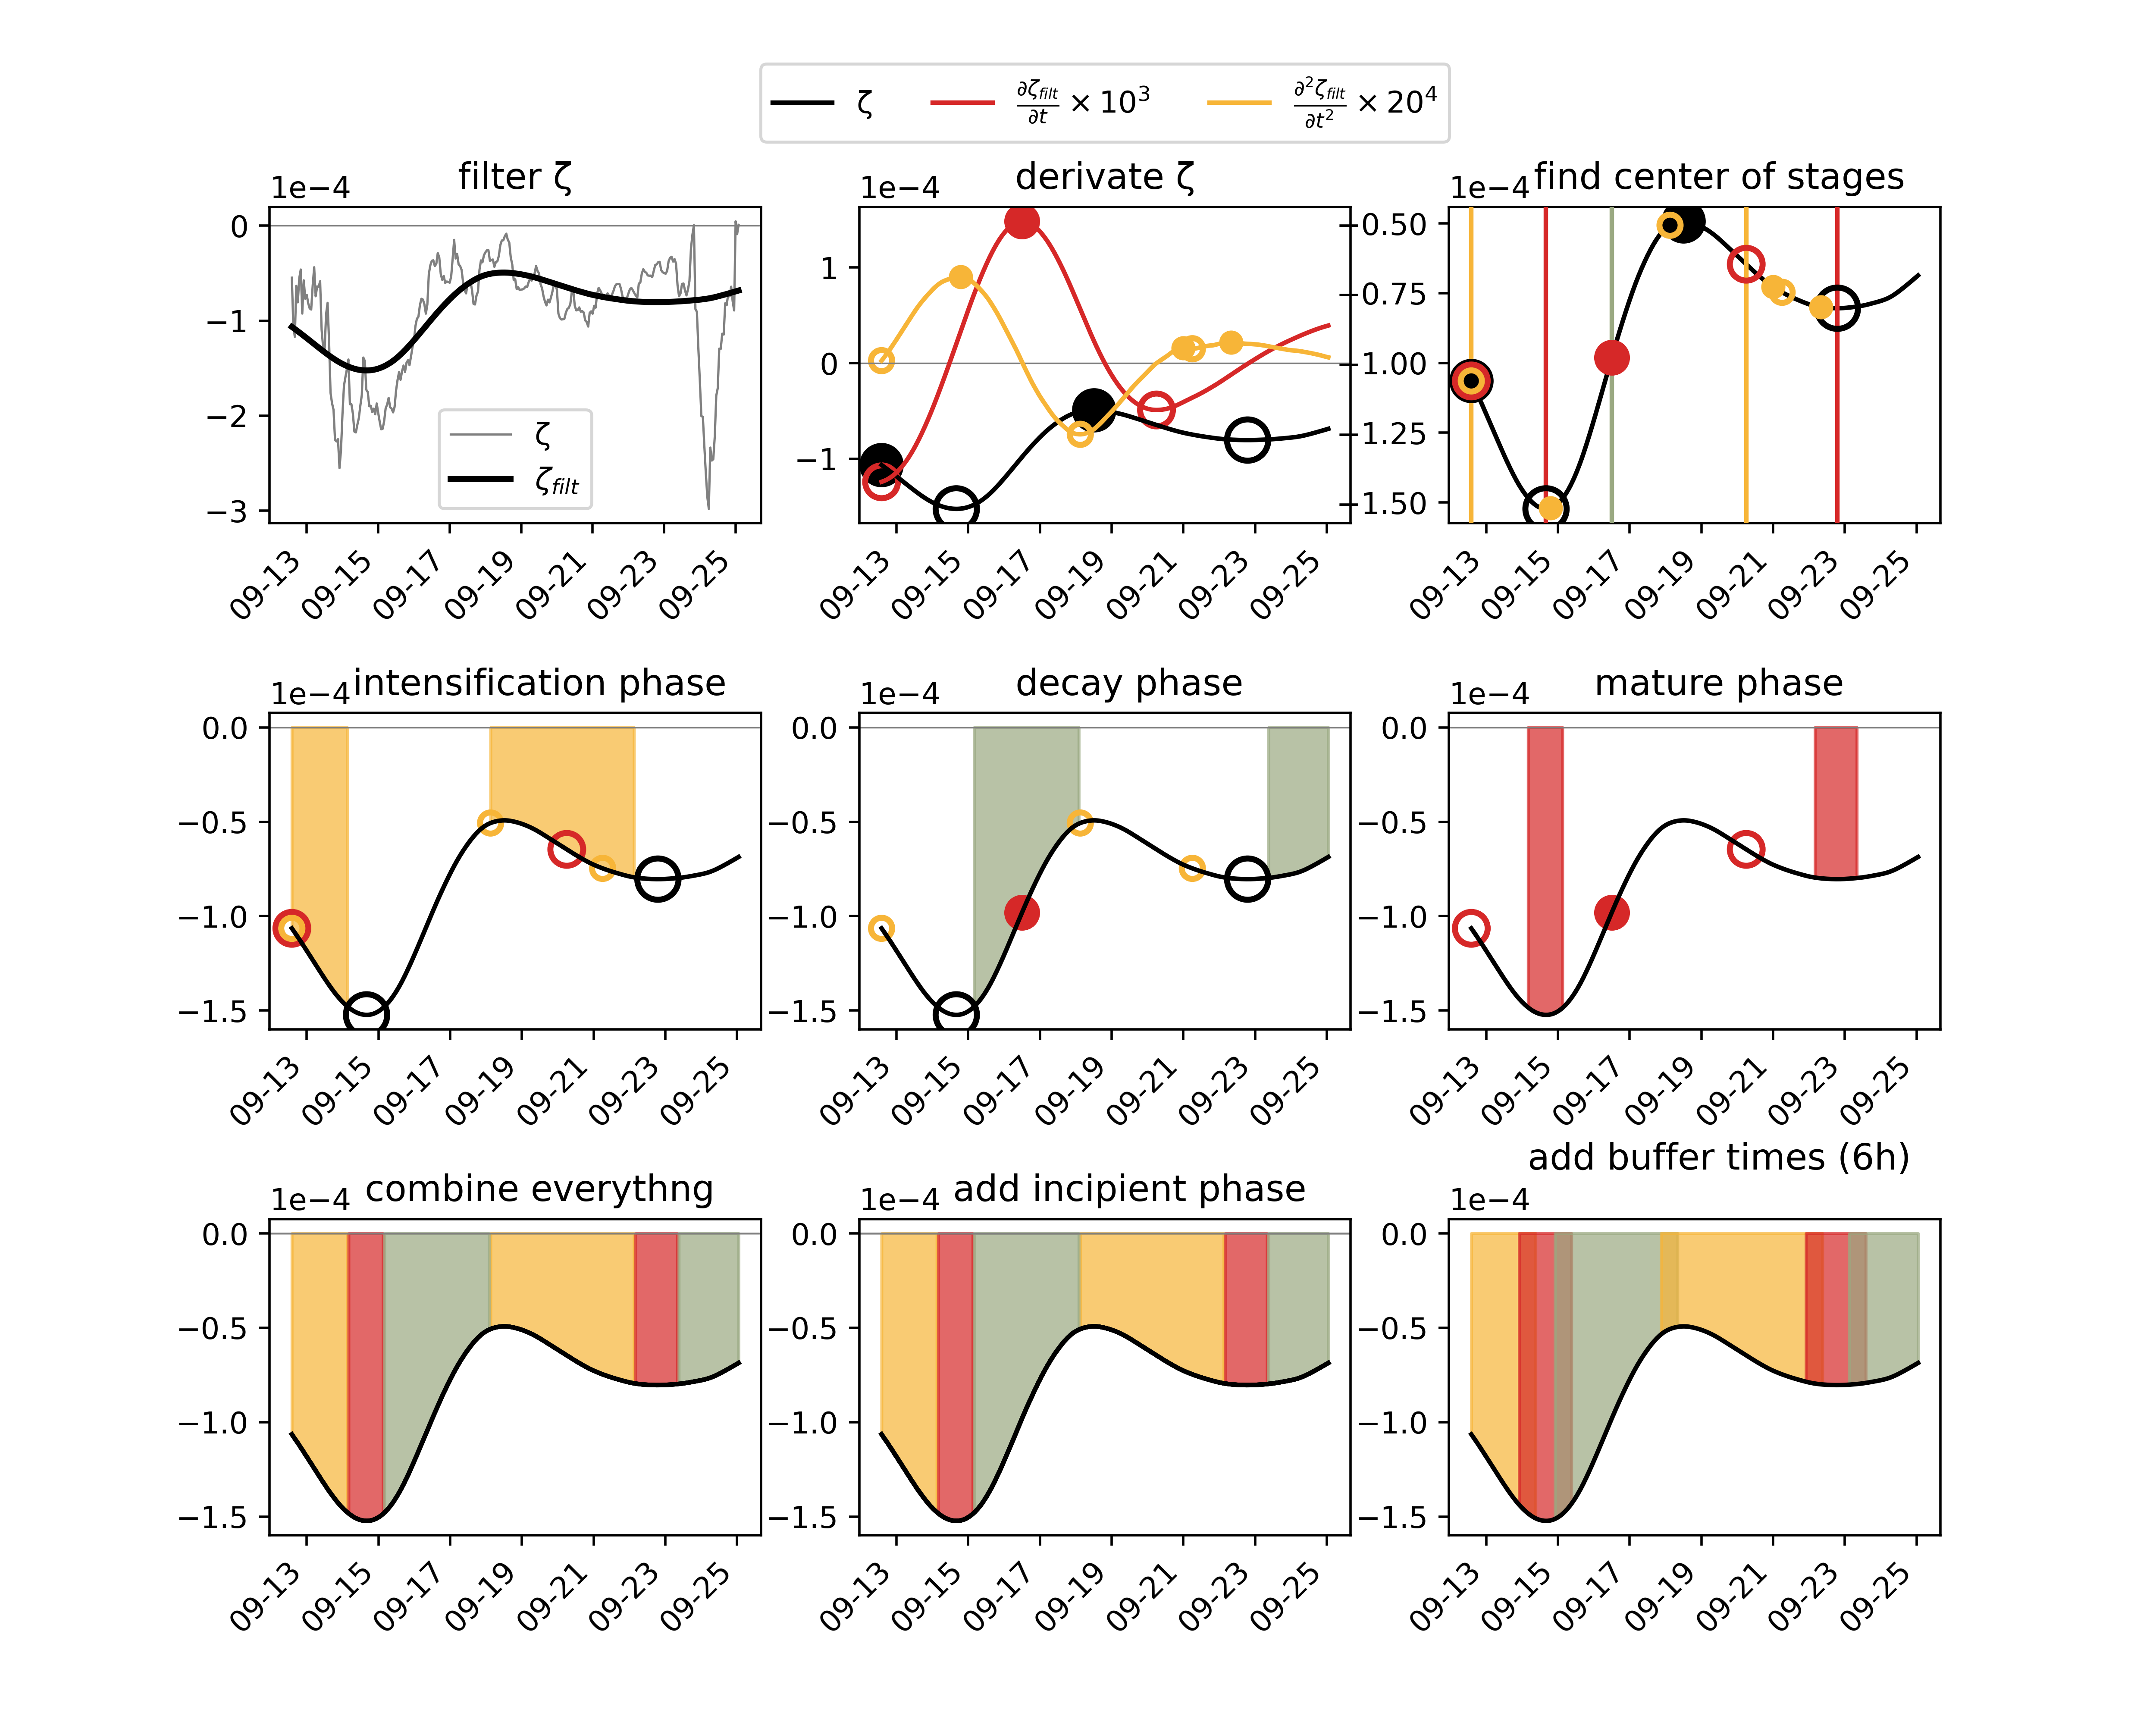 ζ
∂ζ_filt/∂t × 10^3
∂²ζ_filt/∂t² × 20^4
filter ζ
1e−4
0
−1
−2
−3
ζ
ζ_filt
09-13 09-15 09-17 09-19 09-21 09-23 09-25
derivate ζ
1e−4
1
0
−1
09-13 09-15 09-17 09-19 09-21 09-23 09-25
find center of stages
1e−4
−0.50
−0.75
−1.00
−1.25
−1.50
09-13 09-15 09-17 09-19 09-21 09-23 09-25
intensification phase
1e−4
0.0
−0.5
−1.0
−1.5
09-13 09-15 09-17 09-19 09-21 09-23 09-25
decay phase
1e−4
0.0
−0.5
−1.0
−1.5
09-13 09-15 09-17 09-19 09-21 09-23 09-25
mature phase
1e−4
0.0
−0.5
−1.0
−1.5
09-13 09-15 09-17 09-19 09-21 09-23 09-25
combine everythng
1e−4
0.0
−0.5
−1.0
−1.5
09-13 09-15 09-17 09-19 09-21 09-23 09-25
add incipient phase
1e−4
0.0
−0.5
−1.0
−1.5
09-13 09-15 09-17 09-19 09-21 09-23 09-25
add buffer times (6h)
1e−4
0.0
−0.5
−1.0
−1.5
09-13 09-15 09-17 09-19 09-21 09-23 09-25